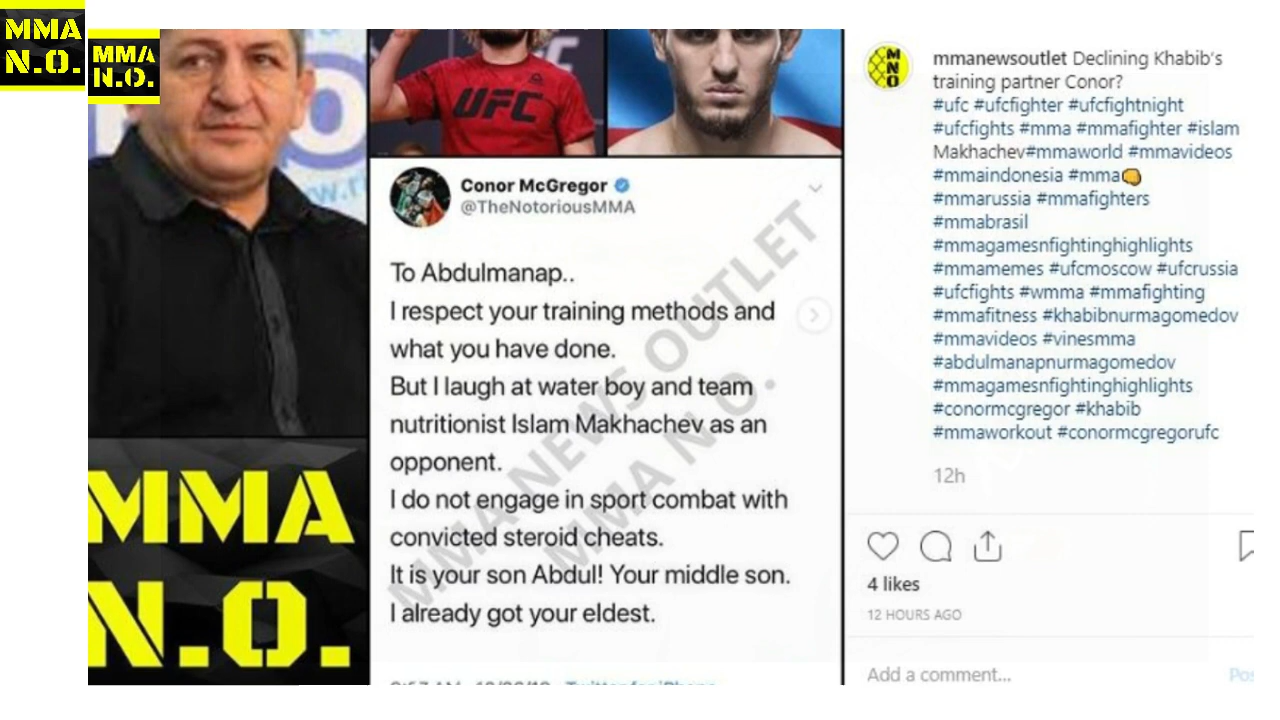 MMA
N.O.
MMA
N.O.
UFC
Conor McGregor
@TheNotoriousMMA
To Abdulmanap..
I respect your training methods and
what you have done.
But I laugh at water boy and team
nutritionist Islam Makhachev as an
opponent.
I do not engage in sport combat with
convicted steroid cheats.
It is your son Abdul! Your middle son.
I already got your eldest.
MMA NEWS OUTLET
MMA N.O.
MMA
N.O.
MNO
mmanewsoutlet Declining Khabib's
training partner Conor?
#ufc #ufcfighter #ufcfightnight
#ufcfights #mma #mmafighter #islam
Makhachev#mmaworld #mmavideos
#mmaindonesia #mma👊
#mmarussia #mmafighters
#mmabrasil
#mmagamesnfightinghighlights
#mmamemes #ufcmoscow #ufcrussia
#ufcfights #wmma #mmafighting
#mmafitness #khabibnurmagomedov
#mmavideos #vinesmma
#abdulmanapnurmagomedov
#mmagamesnfightinghighlights
#conormcgregor #khabib
#mmaworkout #conormcgregorufc
12h
4 likes
12 HOURS AGO
Add a comment...
Pos